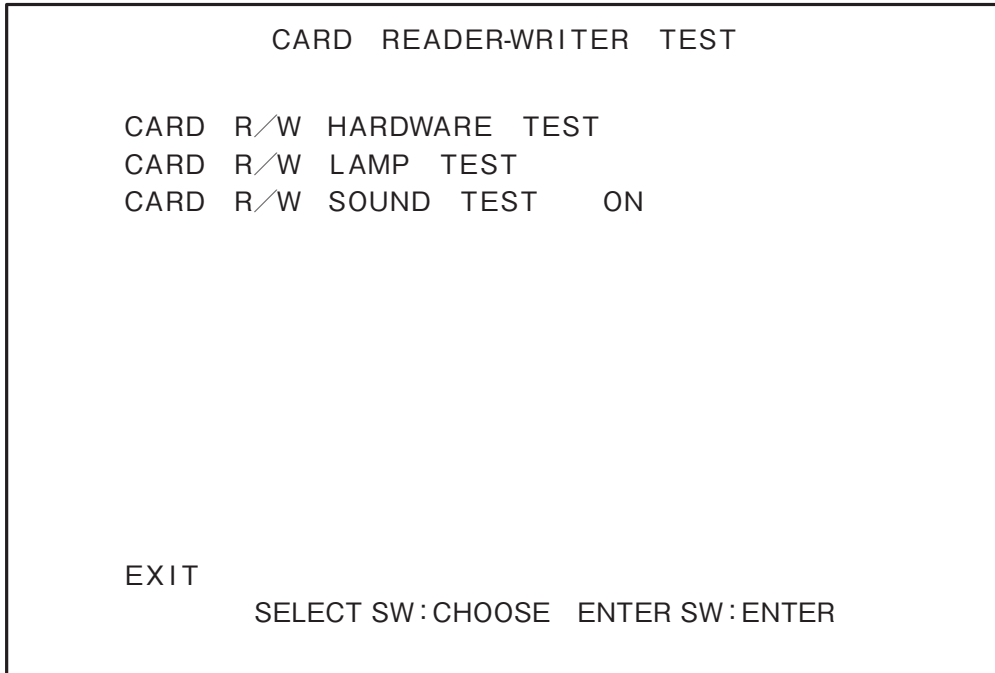 CARD READER-WRITER TEST
CARD R/W HARDWARE TEST
CARD R/W LAMP TEST
CARD R/W SOUND TEST ON
EXIT
SELECT SW:CHOOSE ENTER SW:ENTER